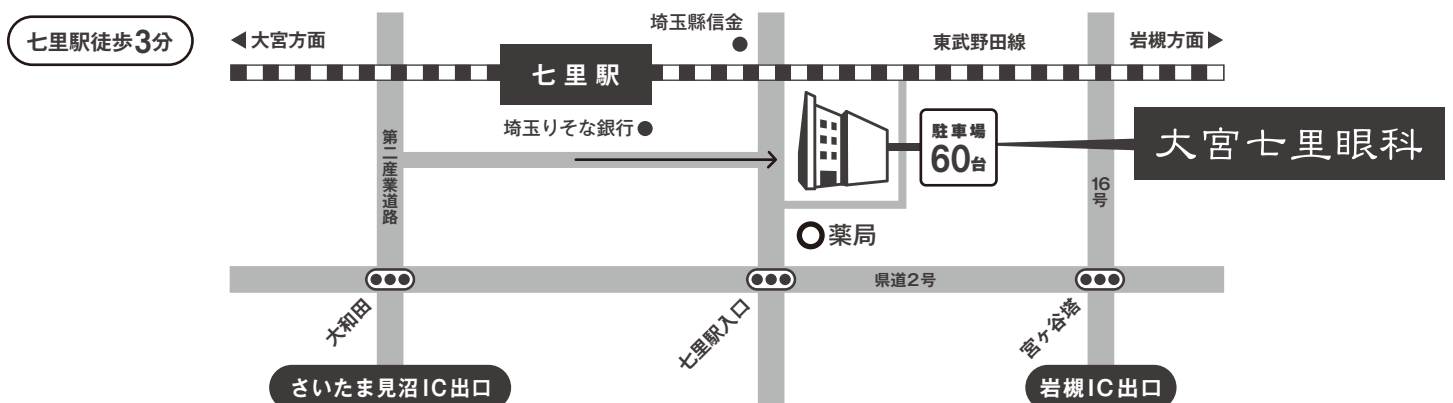 七里駅徒歩3分
◀大宮方面
埼玉縣信金
東武野田線
岩槻方面▶
七里駅
埼玉りそな銀行
第二産業道路
駐車場
60台
大宮七里眼科
16号
薬局
県道2号
大和田
七里駅入口
宮ヶ谷塔
さいたま見沼IC出口
岩槻IC出口